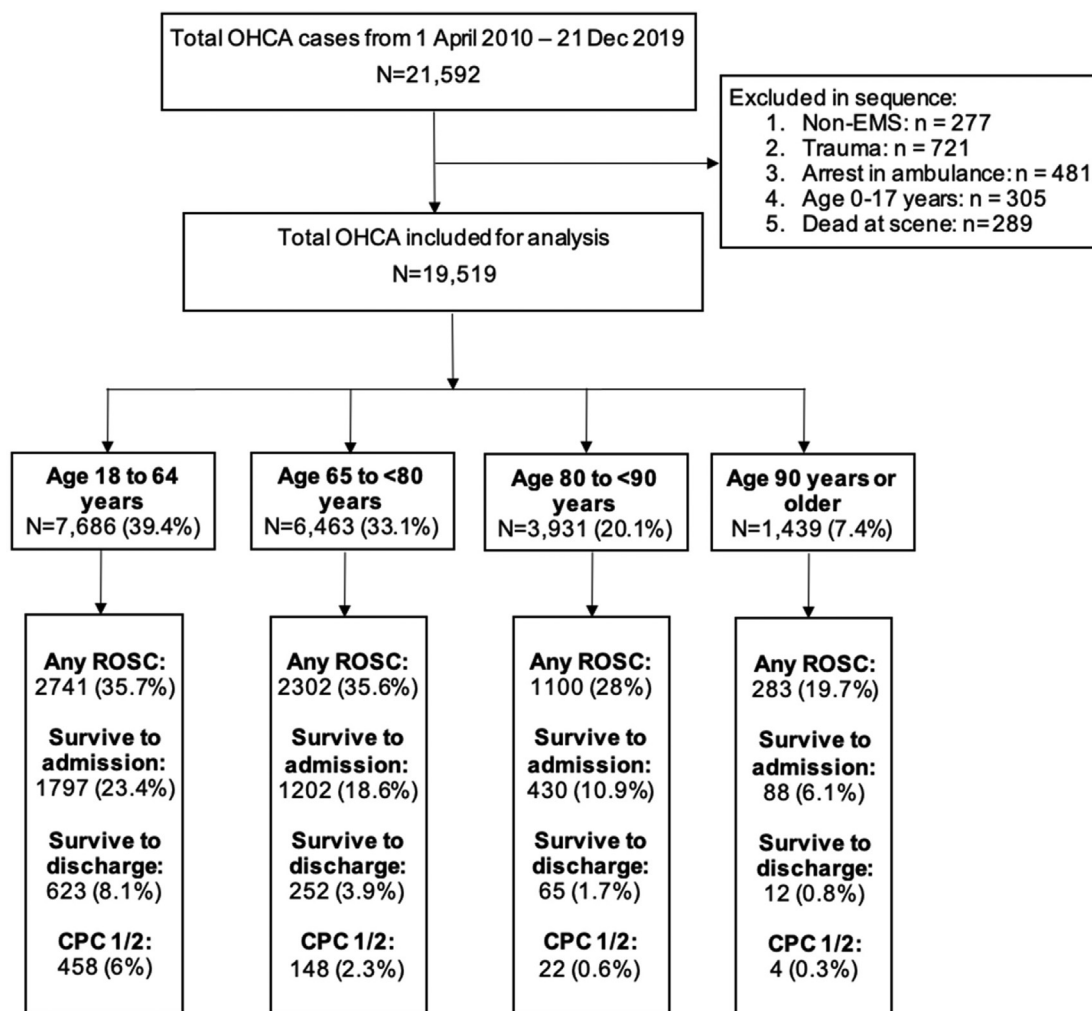 Total OHCA cases from 1 April 2010 – 21 Dec 2019
N=21,592
Excluded in sequence:
1. Non-EMS: n = 277
2. Trauma: n = 721
3. Arrest in ambulance: n = 481
4. Age 0-17 years: n = 305
5. Dead at scene: n=289
Total OHCA included for analysis
N=19,519
Age 18 to 64
years
N=7,686 (39.4%)
Age 65 to <80
years
N=6,463 (33.1%)
Age 80 to <90
years
N=3,931 (20.1%)
Age 90 years or
older
N=1,439 (7.4%)
Any ROSC:
2741 (35.7%)
Survive to
admission:
1797 (23.4%)
Survive to
discharge:
623 (8.1%)
CPC 1/2:
458 (6%)
Any ROSC:
2302 (35.6%)
Survive to
admission:
1202 (18.6%)
Survive to
discharge:
252 (3.9%)
CPC 1/2:
148 (2.3%)
Any ROSC:
1100 (28%)
Survive to
admission:
430 (10.9%)
Survive to
discharge:
65 (1.7%)
CPC 1/2:
22 (0.6%)
Any ROSC:
283 (19.7%)
Survive to
admission:
88 (6.1%)
Survive to
discharge:
12 (0.8%)
CPC 1/2:
4 (0.3%)